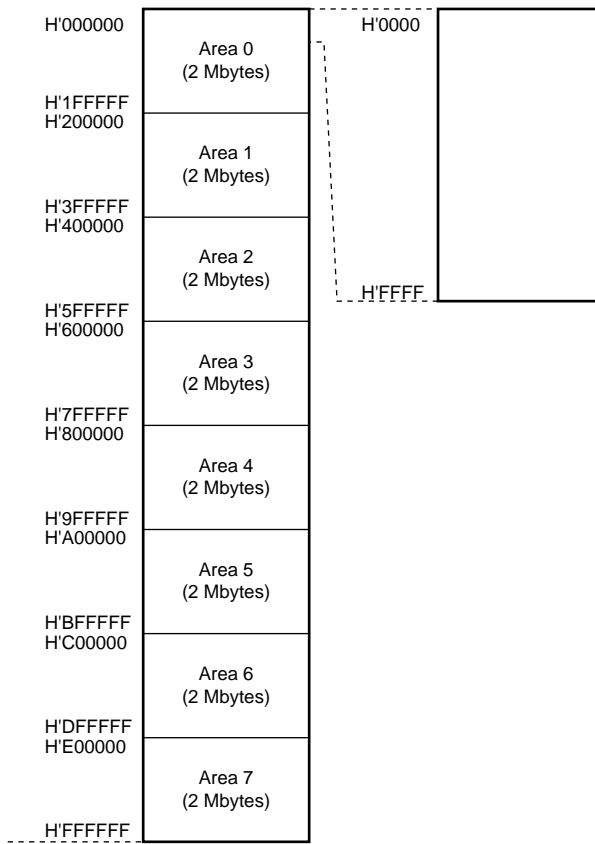 H'000000
Area 0
(2 Mbytes)
H'1FFFFF
H'200000
Area 1
(2 Mbytes)
H'3FFFFF
H'400000
Area 2
(2 Mbytes)
H'5FFFFF
H'600000
Area 3
(2 Mbytes)
H'7FFFFF
H'800000
Area 4
(2 Mbytes)
H'9FFFFF
H'A00000
Area 5
(2 Mbytes)
H'BFFFFF
H'C00000
Area 6
(2 Mbytes)
H'DFFFFF
H'E00000
Area 7
(2 Mbytes)
H'FFFFFF
H'0000
H'FFFF